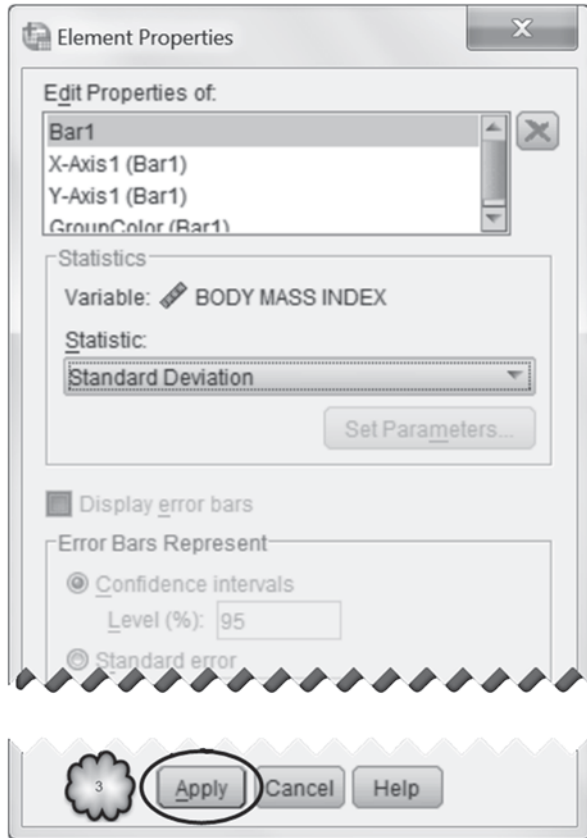 Element Properties
Edit Properties of:
Bar1
X-Axis1 (Bar1)
Y-Axis1 (Bar1)
GroupColor (Bar1)
Statistics
Variable: BODY MASS INDEX
Statistic:
Standard Deviation
Set Parameters...
Display error bars
Error Bars Represent
Confidence intervals
Level (%): 95
Standard error
3 Apply Cancel Help